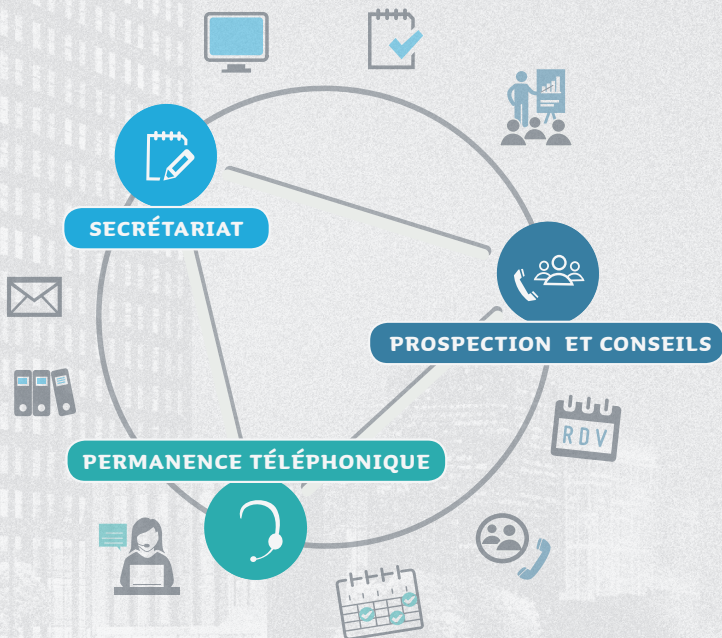 SECRÉTARIAT
PROSPECTION ET CONSEILS
RDV
PERMANENCE TÉLÉPHONIQUE